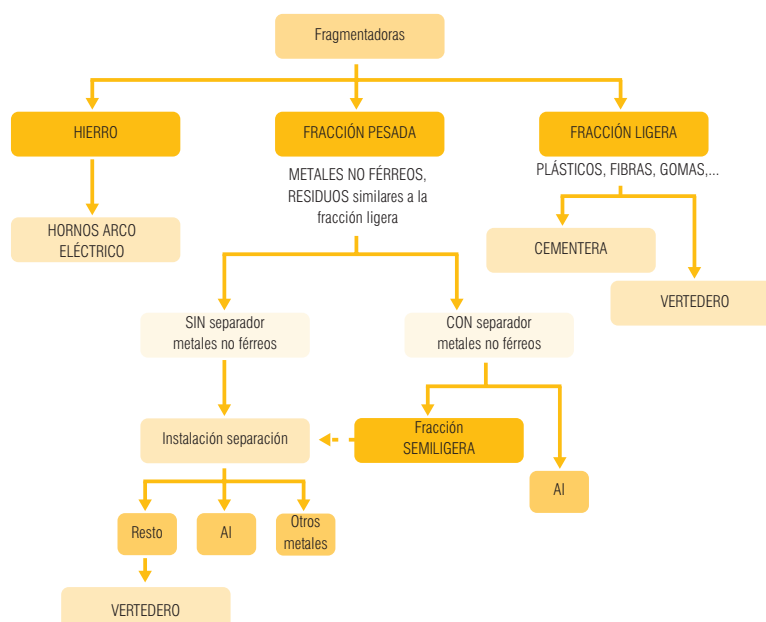 Fragmentadoras
HIERRO
FRACCIÓN PESADA
FRACCIÓN LIGERA
METALES NO FÉRREOS,
RESIDUOS similares a la
fracción ligera
PLÁSTICOS, FIBRAS, GOMAS,...
HORNOS ARCO
ELÉCTRICO
CEMENTERA
VERTEDERO
SIN separador
metales no férreos
CON separador
metales no férreos
Instalación separación
Fracción
SEMILIGERA
Al
Resto
Al
Otros
metales
VERTEDERO